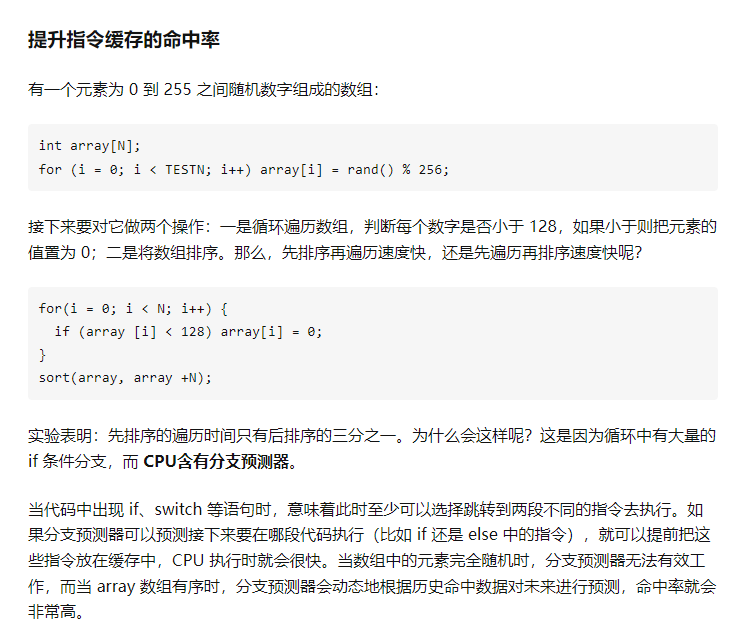 提升指令缓存的命中率
有一个元素为 0 到 255 之间随机数字组成的数组：
int array[N];
for (i = 0; i < TESTN; i++) array[i] = rand() % 256;
接下来要对它做两个操作：一是循环遍历数组，判断每个数字是否小于 128，如果小于则把元素的
值置为 0；二是将数组排序。那么，先排序再遍历速度快，还是先遍历再排序速度快呢？
for(i = 0; i < N; i++) {
  if (array [i] < 128) array[i] = 0;
}
sort(array, array +N);
实验表明：先排序的遍历时间只有后排序的三分之一。为什么会这样呢？这是因为循环中有大量的
if 条件分支，而 CPU含有分支预测器。
当代码中出现 if、switch 等语句时，意味着此时至少可以选择跳转到两段不同的指令去执行。如
果分支预测器可以预测接下来要在哪段代码执行（比如 if 还是 else 中的指令），就可以提前把这
些指令放在缓存中，CPU 执行时就会很快。当数组中的元素完全随机时，分支预测器无法有效工
作，而当 array 数组有序时，分支预测器会动态地根据历史命中数据对未来进行预测，命中率就会
非常高。